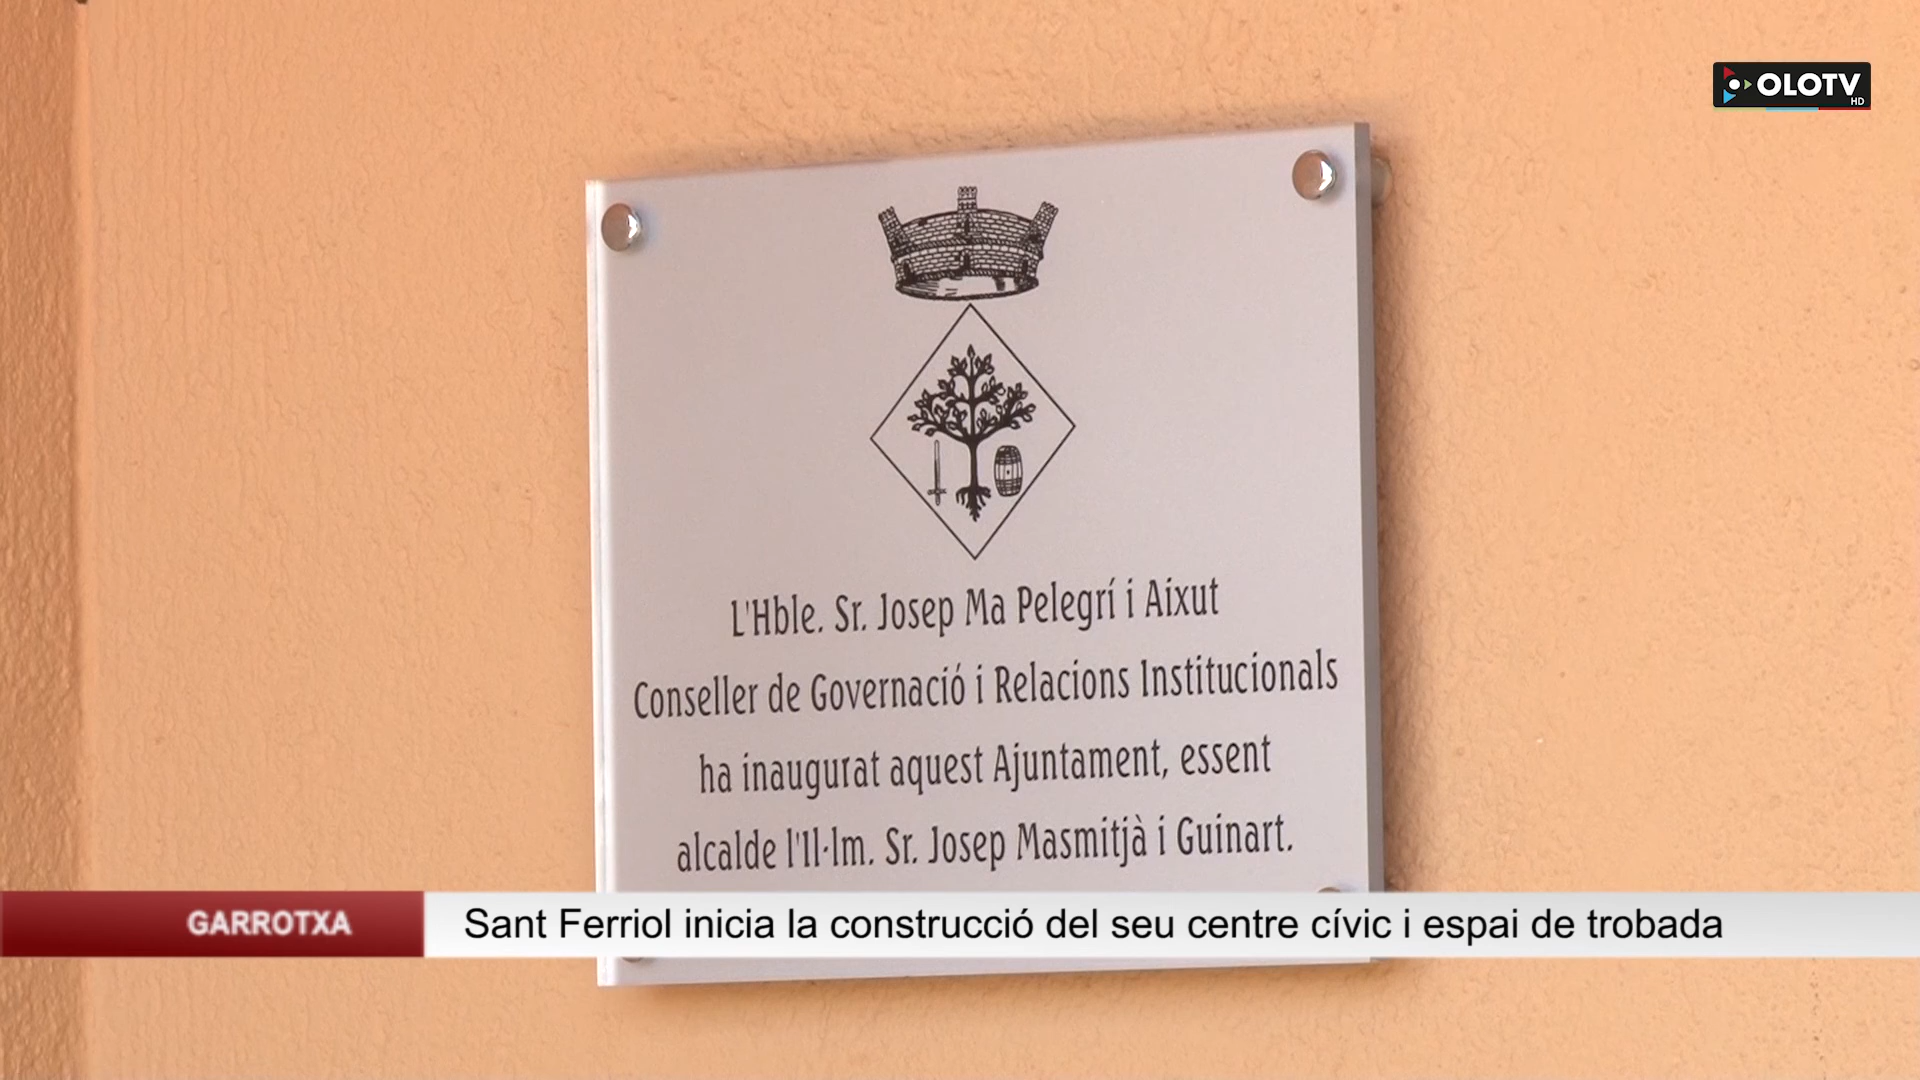 OLOTV
HD
L'Hble. Sr. Josep Ma Pelegrí i Aixut
Conseller de Governació i Relacions Institucionals
ha inaugurat aquest Ajuntament, essent
alcalde l'Il·lm. Sr. Josep Masmitjà i Guinart.
GARROTXA
Sant Ferriol inicia la construcció del seu centre cívic i espai de trobada